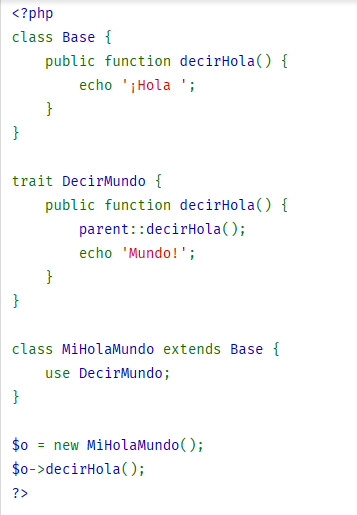 <?php
class Base {
    public function decirHola() {
        echo '¡Hola ';
    }
}

trait DecirMundo {
    public function decirHola() {
        parent::decirHola();
        echo 'Mundo!';
    }
}

class MiHolaMundo extends Base {
    use DecirMundo;
}

$o = new MiHolaMundo();
$o->decirHola();
?>